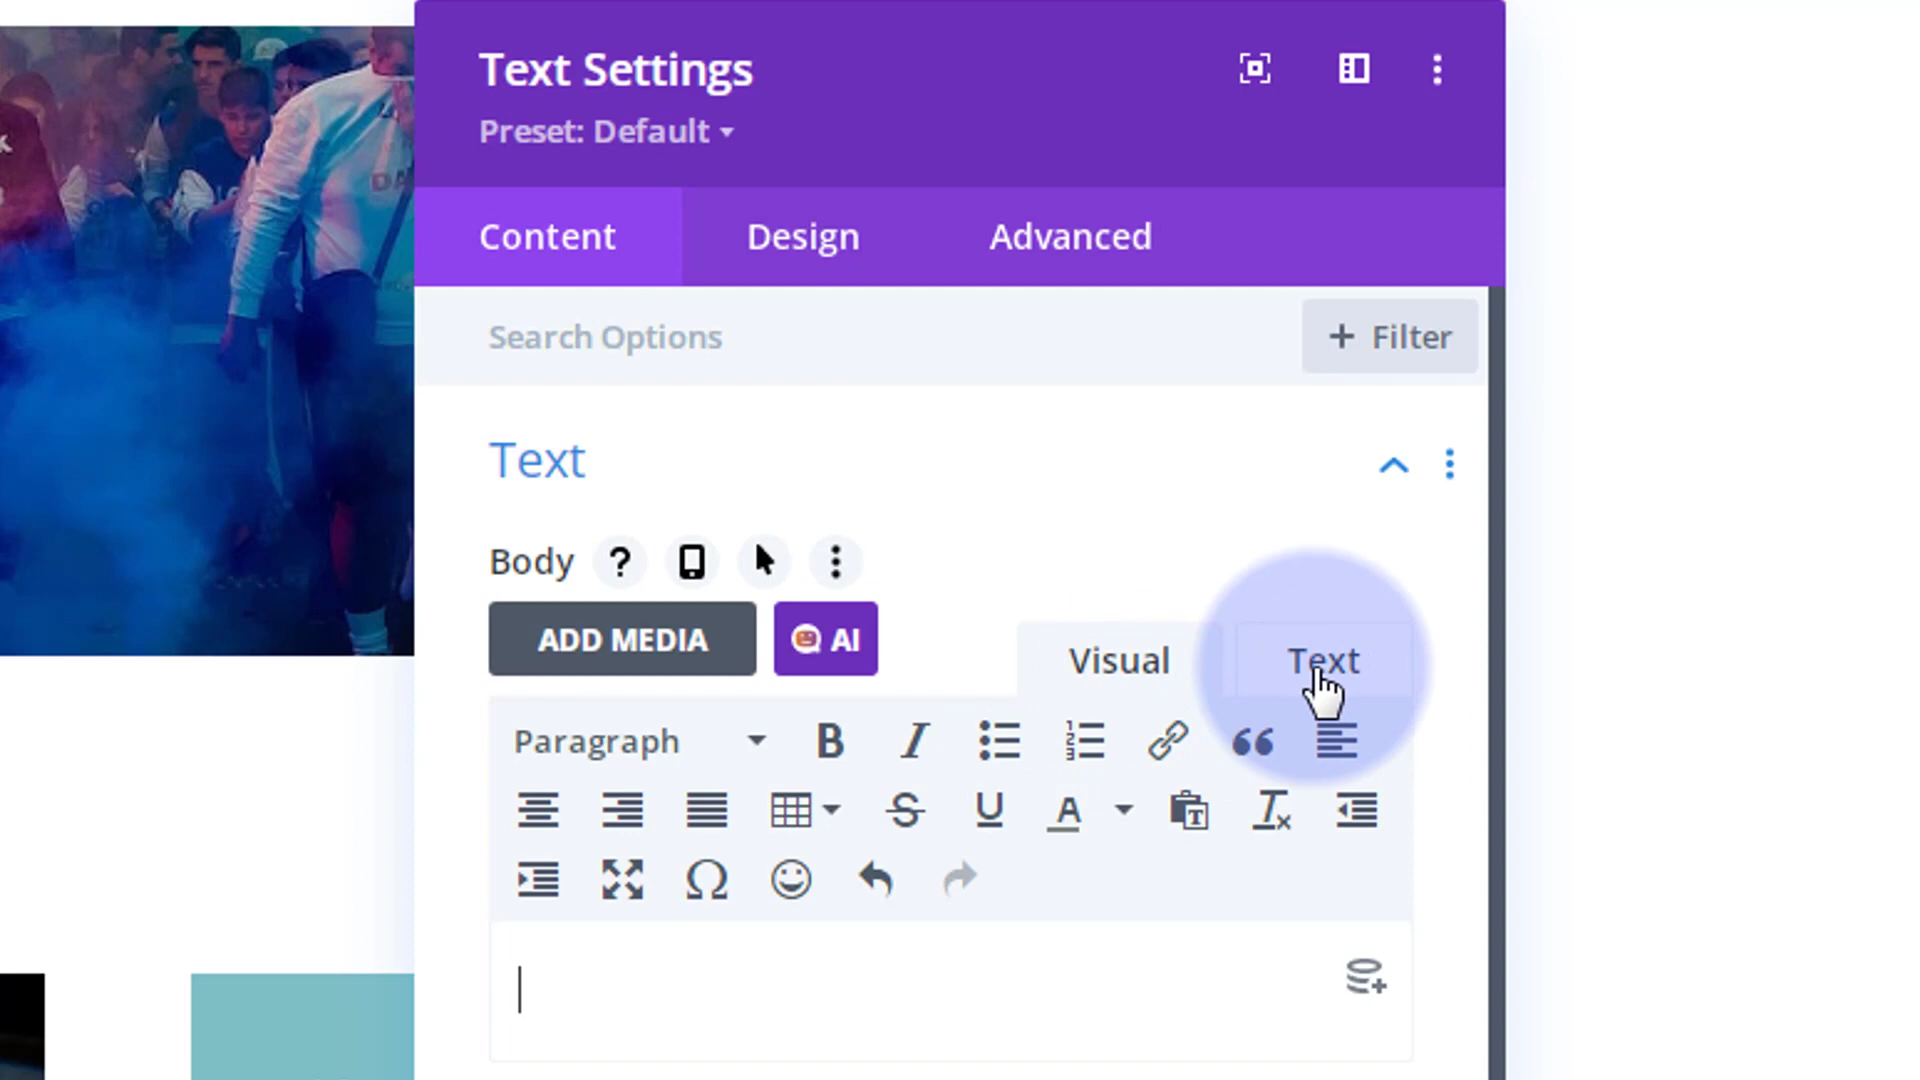 Text Settings
Preset: Default
Content Design Advanced
Search Options + Filter
Text
Body ?
ADD MEDIA AI
Visual Text
Paragraph B I
A